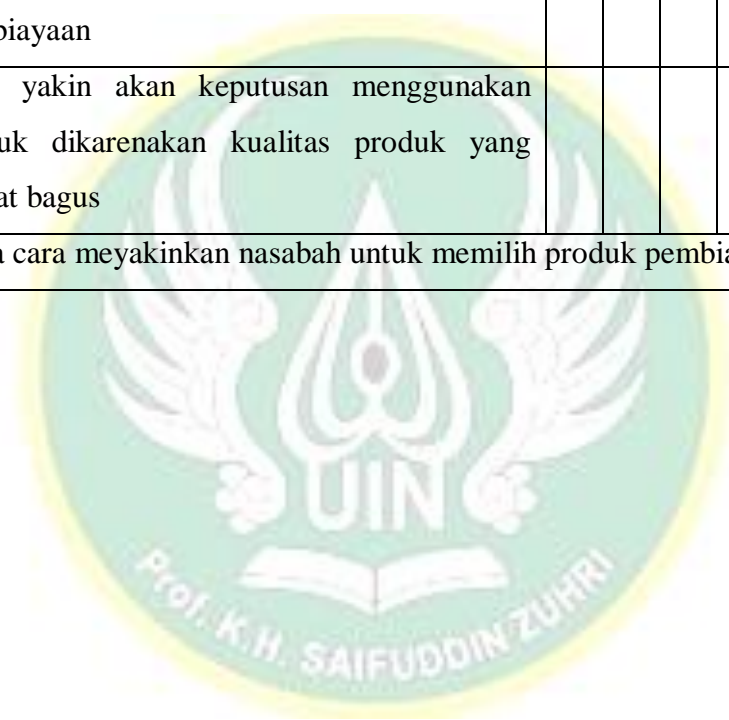 biayaan
yakin akan keputusan menggunakan
uk dikarenakan kualitas produk yang
at bagus
a cara meyakinkan nasabah untuk memilih produk pembia
UIN
Prof. K.H. SAIFUDDIN ZUHRI